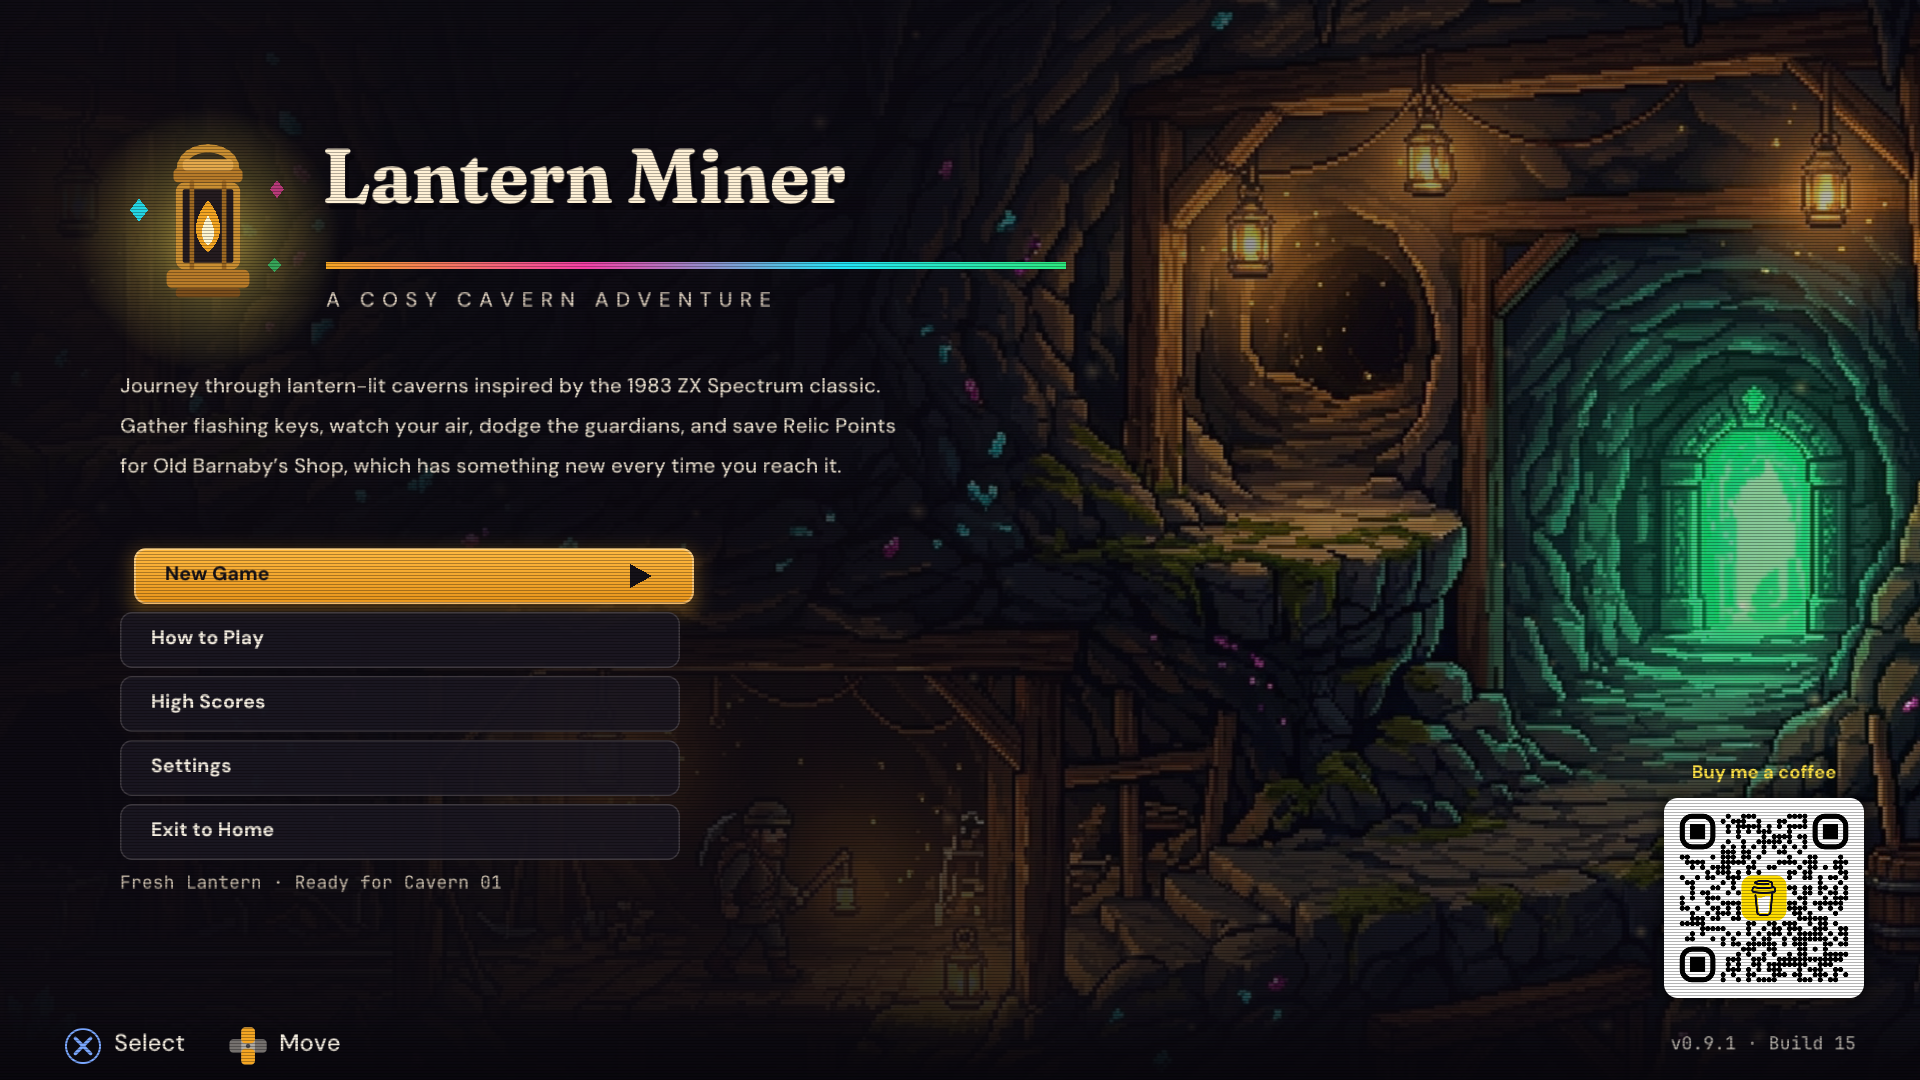 Lantern Miner
A COSY CAVERN ADVENTURE
Journey through lantern-lit caverns inspired by the 1983 ZX Spectrum classic.
Gather flashing keys, watch your air, dodge the guardians, and save Relic Points
for Old Barnaby’s Shop, which has something new every time you reach it.
New Game
How to Play
High Scores
Settings
Exit to Home
Fresh Lantern · Ready for Cavern 01
Buy me a coffee
Select
Move
v0.9.1 · Build 15